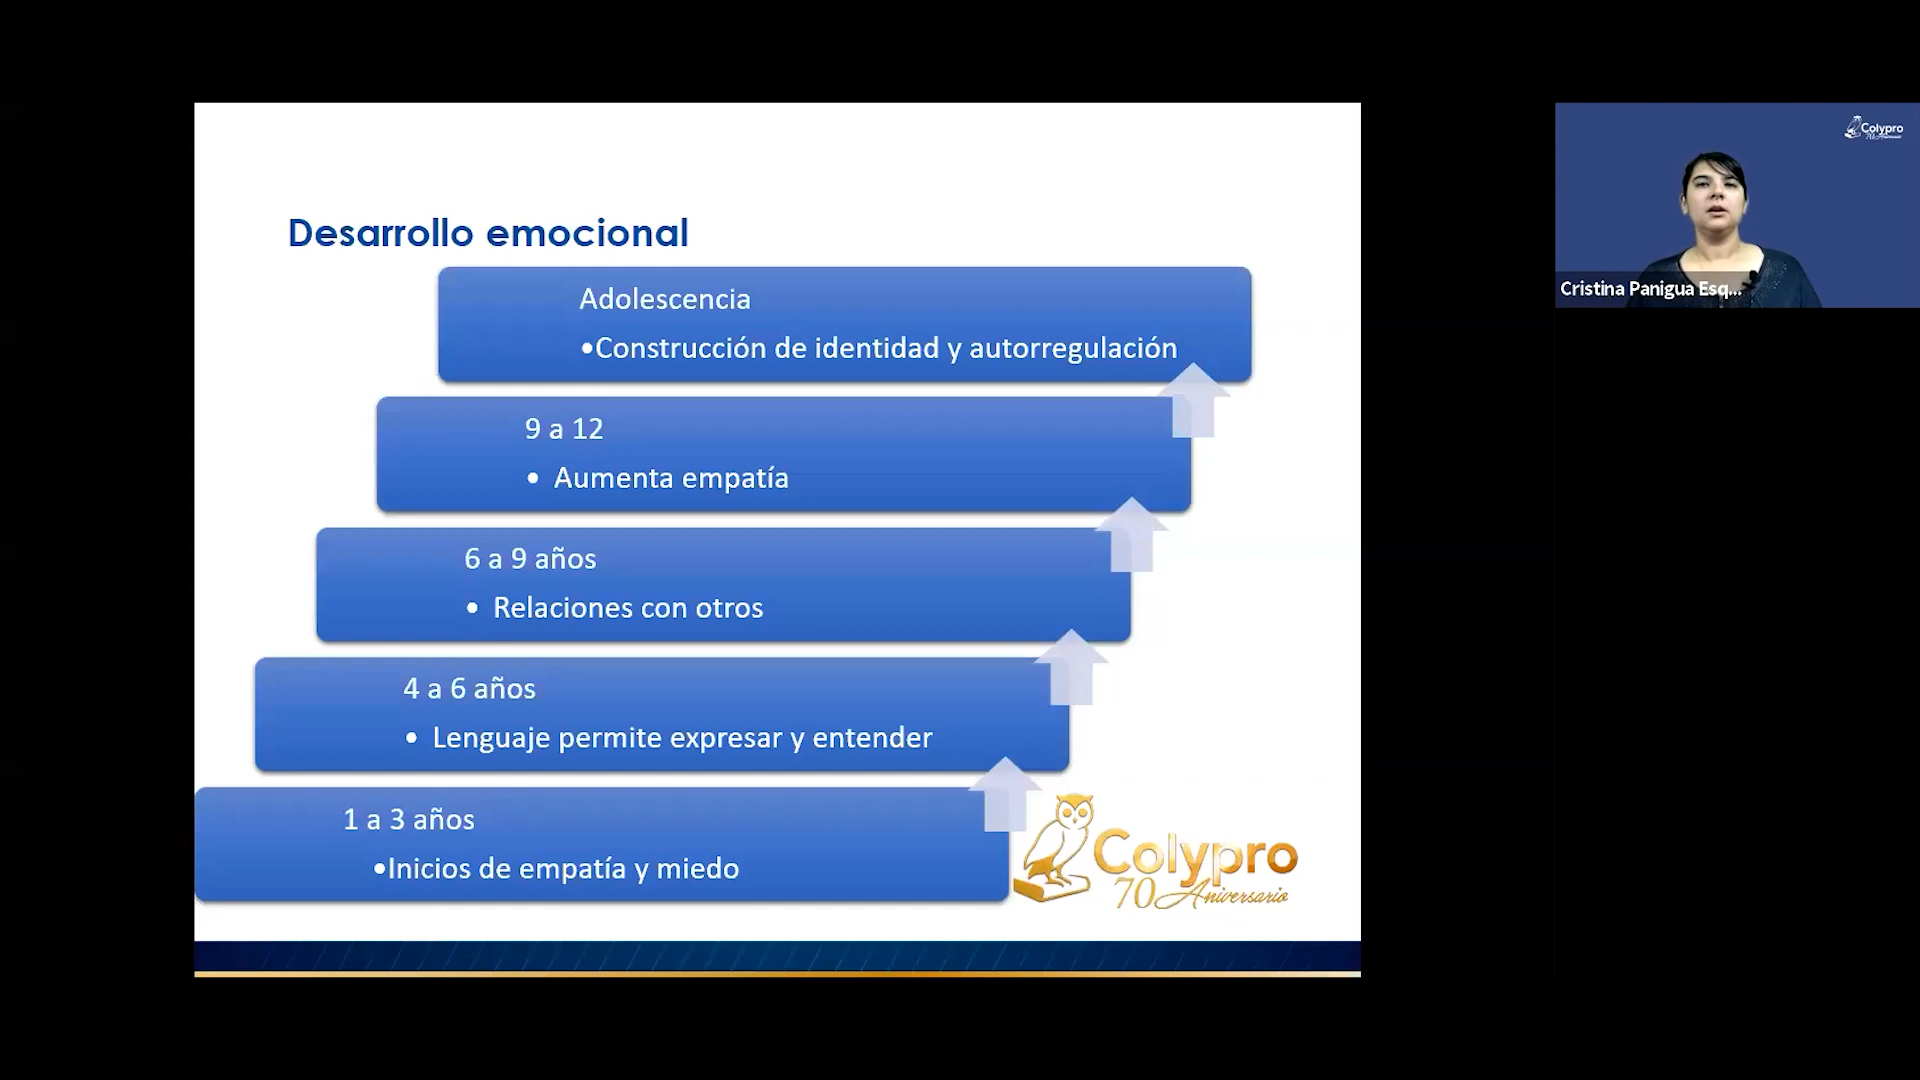 Desarrollo emocional
Adolescencia
•Construcción de identidad y autorregulación
9 a 12
• Aumenta empatía
6 a 9 años
• Relaciones con otros
4 a 6 años
• Lenguaje permite expresar y entender
1 a 3 años
•Inicios de empatía y miedo
Colypro
70 Aniversario
Colypro
70 Aniversario
Cristina Panigua Esq...